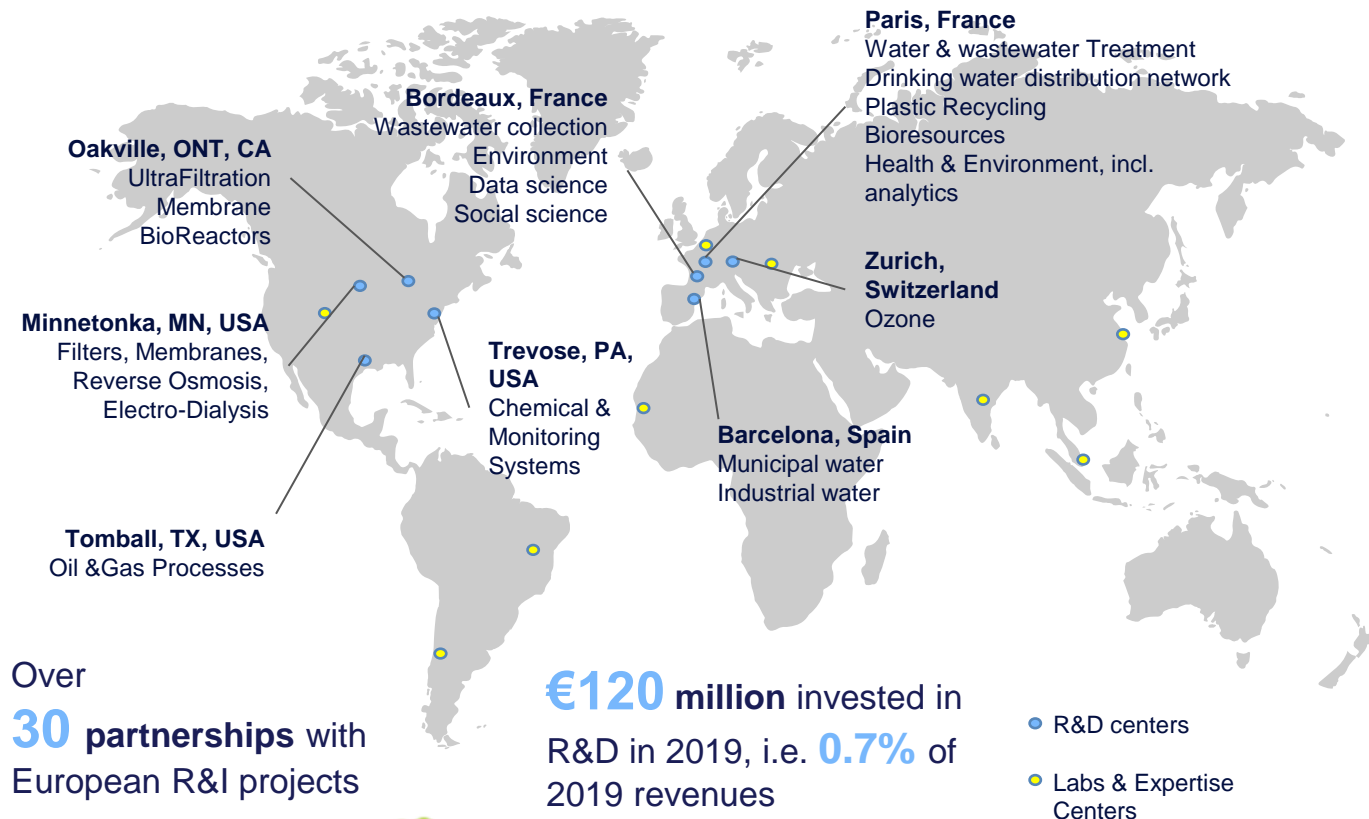 Paris, France
Water & wastewater Treatment
Drinking water distribution network
Plastic Recycling
Bioresources
Health & Environment, incl.
analytics
Bordeaux, France
Wastewater collection
Environment
Data science
Social science
Oakville, ONT, CA
UltraFiltration
Membrane
BioReactors
Zurich,
Switzerland
Ozone
Minnetonka, MN, USA
Filters, Membranes,
Reverse Osmosis,
Electro-Dialysis
Trevose, PA,
USA
Chemical &
Monitoring
Systems
Barcelona, Spain
Municipal water
Industrial water
Tomball, TX, USA
Oil &Gas Processes
Over
30 partnerships with
European R&I projects
€120 million invested in
R&D in 2019, i.e. 0.7% of
2019 revenues
R&D centers
Labs & Expertise
Centers